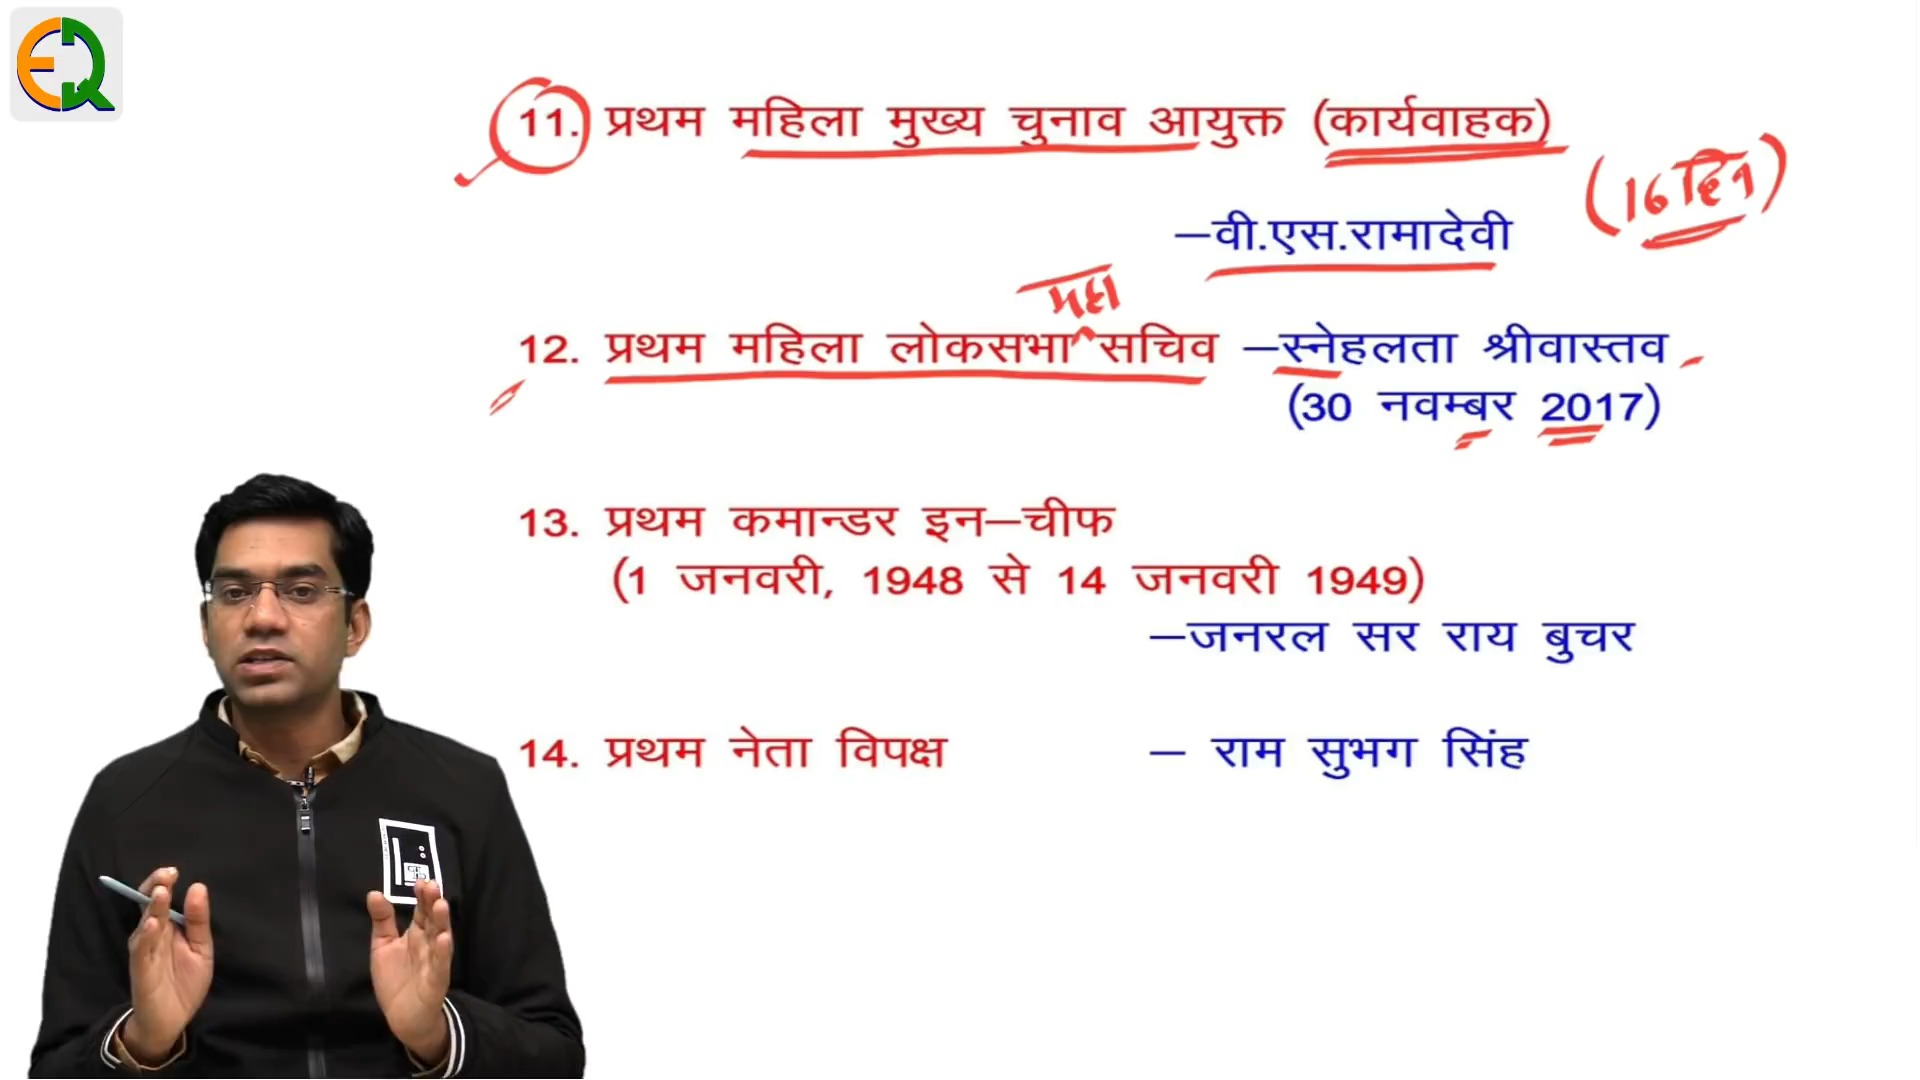 EQ
11. प्रथम महिला मुख्य चुनाव आयुक्त (कार्यवाहक)
(16 दिन)
–वी.एस.रामादेवी
महा
12. प्रथम महिला लोकसभा सचिव –स्नेहलता श्रीवास्तव
(30 नवम्बर 2017)
13. प्रथम कमान्डर इन–चीफ
(1 जनवरी, 1948 से 14 जनवरी 1949)
–जनरल सर राय बुचर
14. प्रथम नेता विपक्ष – राम सुभग सिंह